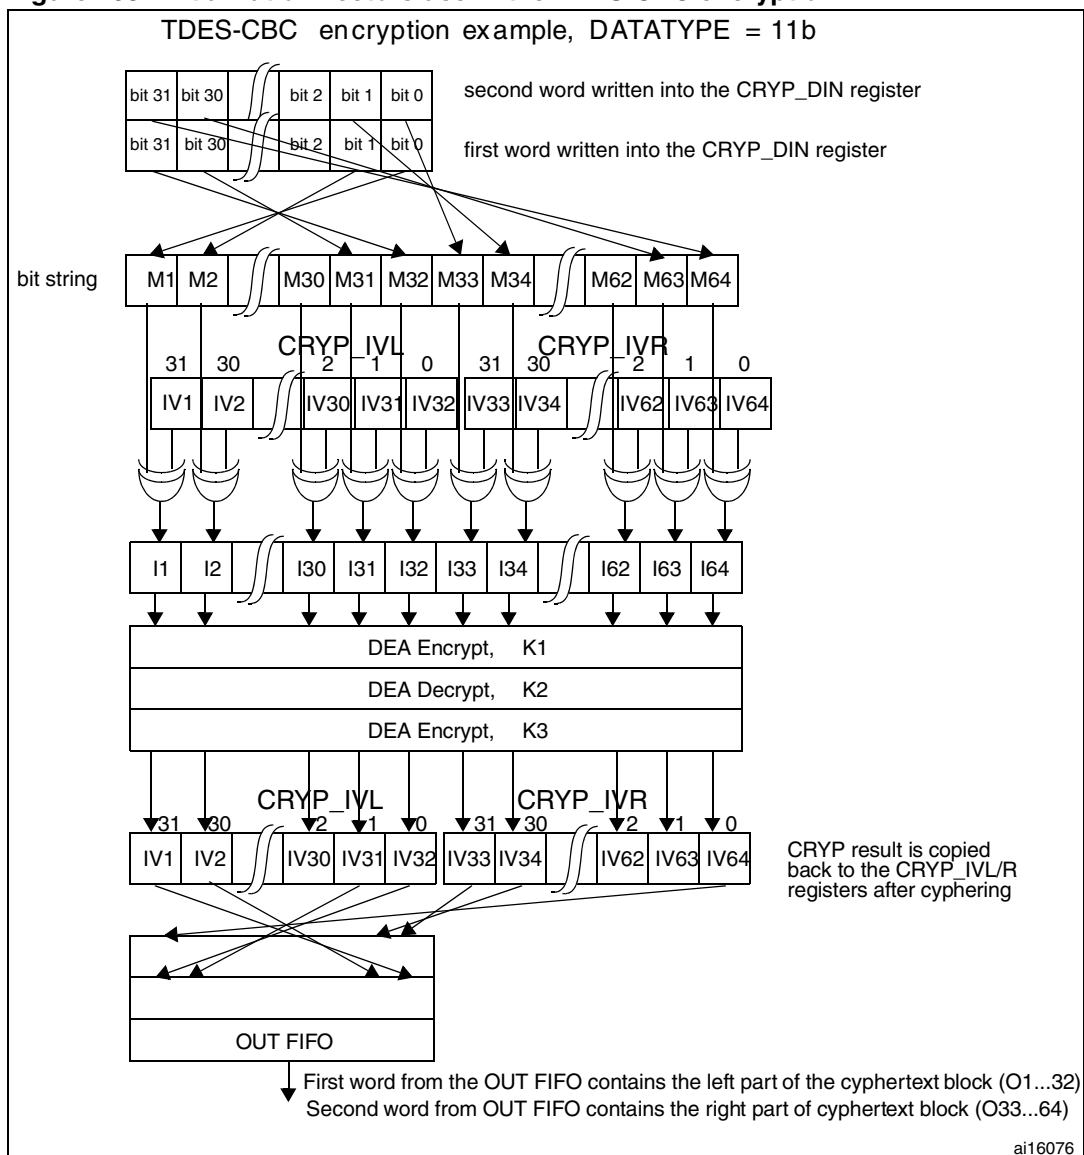 TDES-CBC encryption example, DATATYPE = 11b
bit 31 bit 30 bit 2 bit 1 bit 0 second word written into the CRYP_DIN register
bit 31 bit 30 bit 2 bit 1 bit 0 first word written into the CRYP_DIN register
bit string M1 M2 M30 M31 M32 M33 M34 M62 M63 M64
CRYP_IVL CRYP_IVR
31 30 2 1 0 31 30 2 1 0
IV1 IV2 IV30 IV31 IV32 IV33 IV34 IV62 IV63 IV64
I1 I2 I30 I31 I32 I33 I34 I62 I63 I64
DEA Encrypt, K1
DEA Decrypt, K2
DEA Encrypt, K3
CRYP_IVL CRYP_IVR
31 30 2 1 0 31 30 2 1 0
IV1 IV2 IV30 IV31 IV32 IV33 IV34 IV62 IV63 IV64
CRYP result is copied
back to the CRYP_IVL/R
registers after cyphering
OUT FIFO
First word from the OUT FIFO contains the left part of the cyphertext block (O1...32)
Second word from OUT FIFO contains the right part of cyphertext block (O33...64)
ai16076